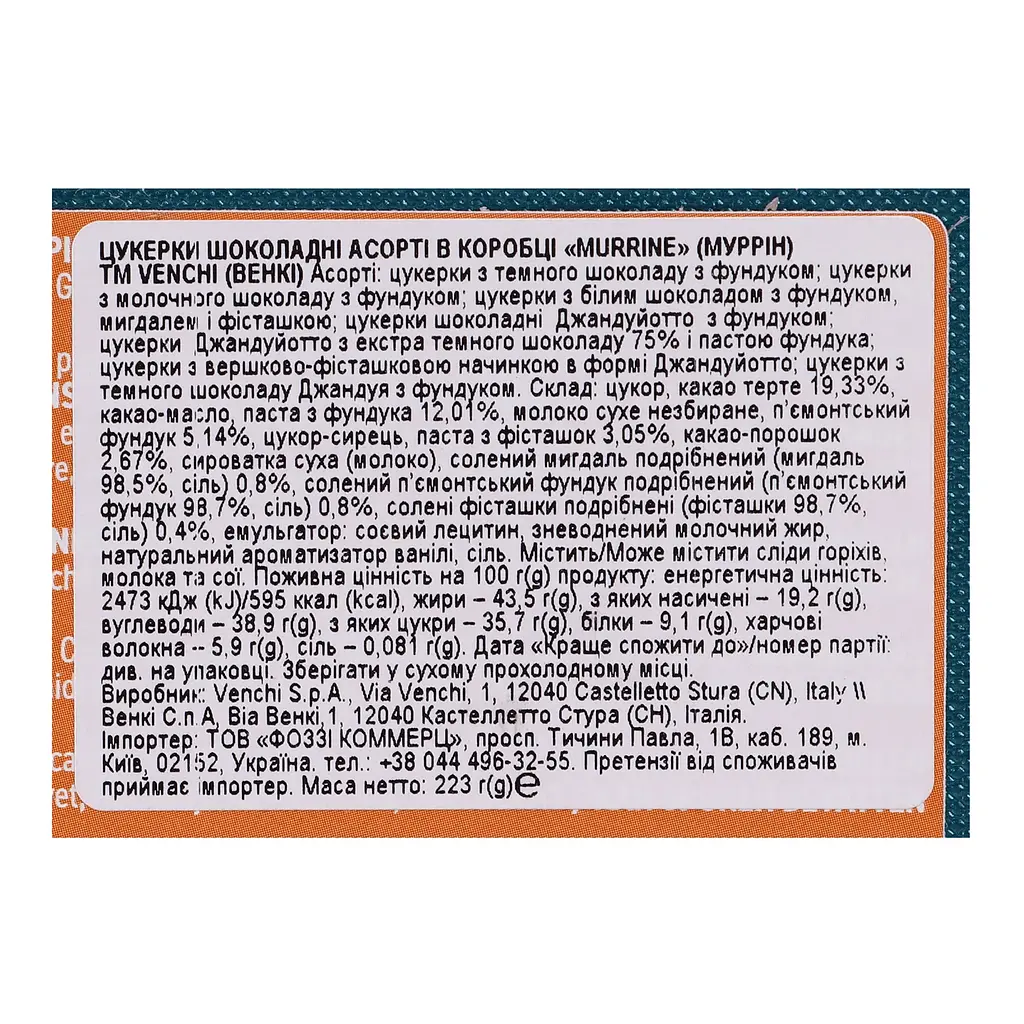 ЦУКЕРКИ ШОКОЛАДНІ АСОРТІ В КОРОБЦІ «MURRINE» (МУРРІН)
ТМ VENCHI (ВЕНКІ) Асорті: цукерки з темного шоколаду з фундуком; цукерки
з молочного шоколаду з фундуком; цукерки з білим шоколадом з фундуком,
мигдалем і фісташкою; цукерки шоколадні Джандуйотто з фундуком;
цукерки Джандуйотто з екстра темного шоколаду 75% і пастою фундука;
цукерки з вершково-фісташковою начинкою в формі Джандуйотто; цукерки з
темного шоколаду Джандуя з фундуком. Склад: цукор, какао терте 19,33%,
какао-масло, паста з фундука 12,01%, молоко сухе незбиране, п'ємонтський
фундук 5,14%, цукор-сирець, паста з фісташок 3,05%, какао-порошок
2,67%, сироватка суха (молоко), солений мигдаль подрібнений (мигдаль
98,5%, сіль) 0,8%, солений п'ємонтський фундук подрібнений (п'ємонтський
фундук 98,7%, сіль) 0,8%, солені фісташки подрібнені (фісташки 98,7%,
сіль) 0,4%, емульгатор: соєвий лецитин, зневоднений молочний жир,
натуральний ароматизатор ванілі, сіль. Містить/Може містити сліди горіхів,
молока та сої. Поживна цінність на 100 г(g) продукту: енергетична цінність:
2473 кДж (kJ)/595 ккал (kcal), жири – 43,5 г(g), з яких насичені – 19,2 г(g),
вуглеводи – 38,9 г(g), з яких цукри – 35,7 г(g), білки – 9,1 г(g), харчові
волокна -- 5,9 г(g), сіль – 0,081 г(g). Дата «Краще спожити до»/номер партії:
див. на упаковці. Зберігати у сухому прохолодному місці.
Виробник: Venchi S.p.A., Via Venchi, 1, 12040 Castelletto Stura (CN), Italy \\
Венкі С.п.А, Віа Венкі,1, 12040 Кастеллетто Стура (СН), Італія.
Імпортер: ТОВ «ФОЗЗІ КОММЕРЦ», просп. Тичини Павла, 1В, каб. 189, м.
Київ, 02152, Україна. тел.: +38 044 496-32-55. Претензії від споживачів
приймає імпортер. Маса нетто: 223 г(g)℮